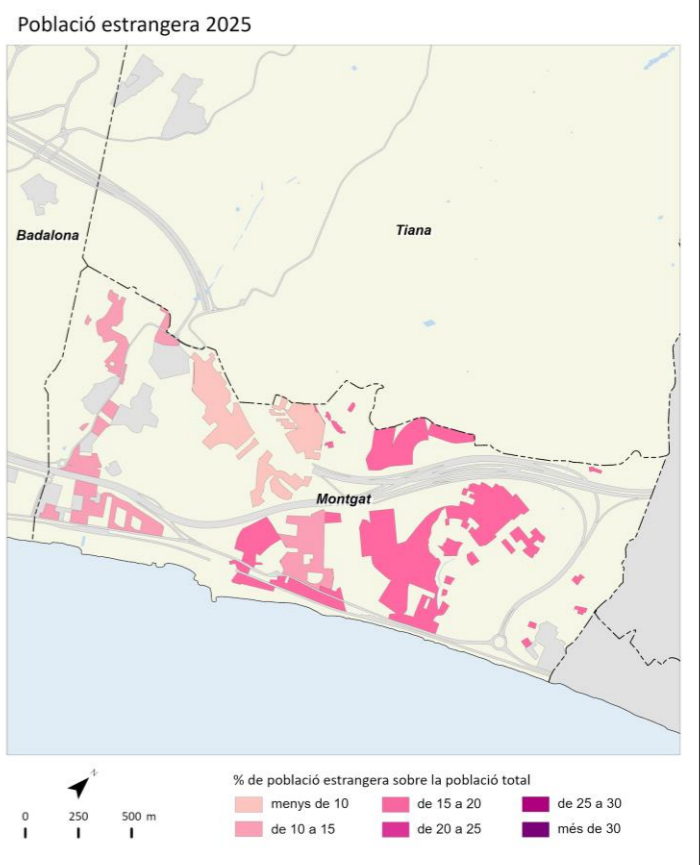 Població estrangera 2025
Badalona
Tiana
Montgat
% de població estrangera sobre la població total
N
0 250 500 m
menys de 10
de 10 a 15
de 15 a 20
de 20 a 25
de 25 a 30
més de 30